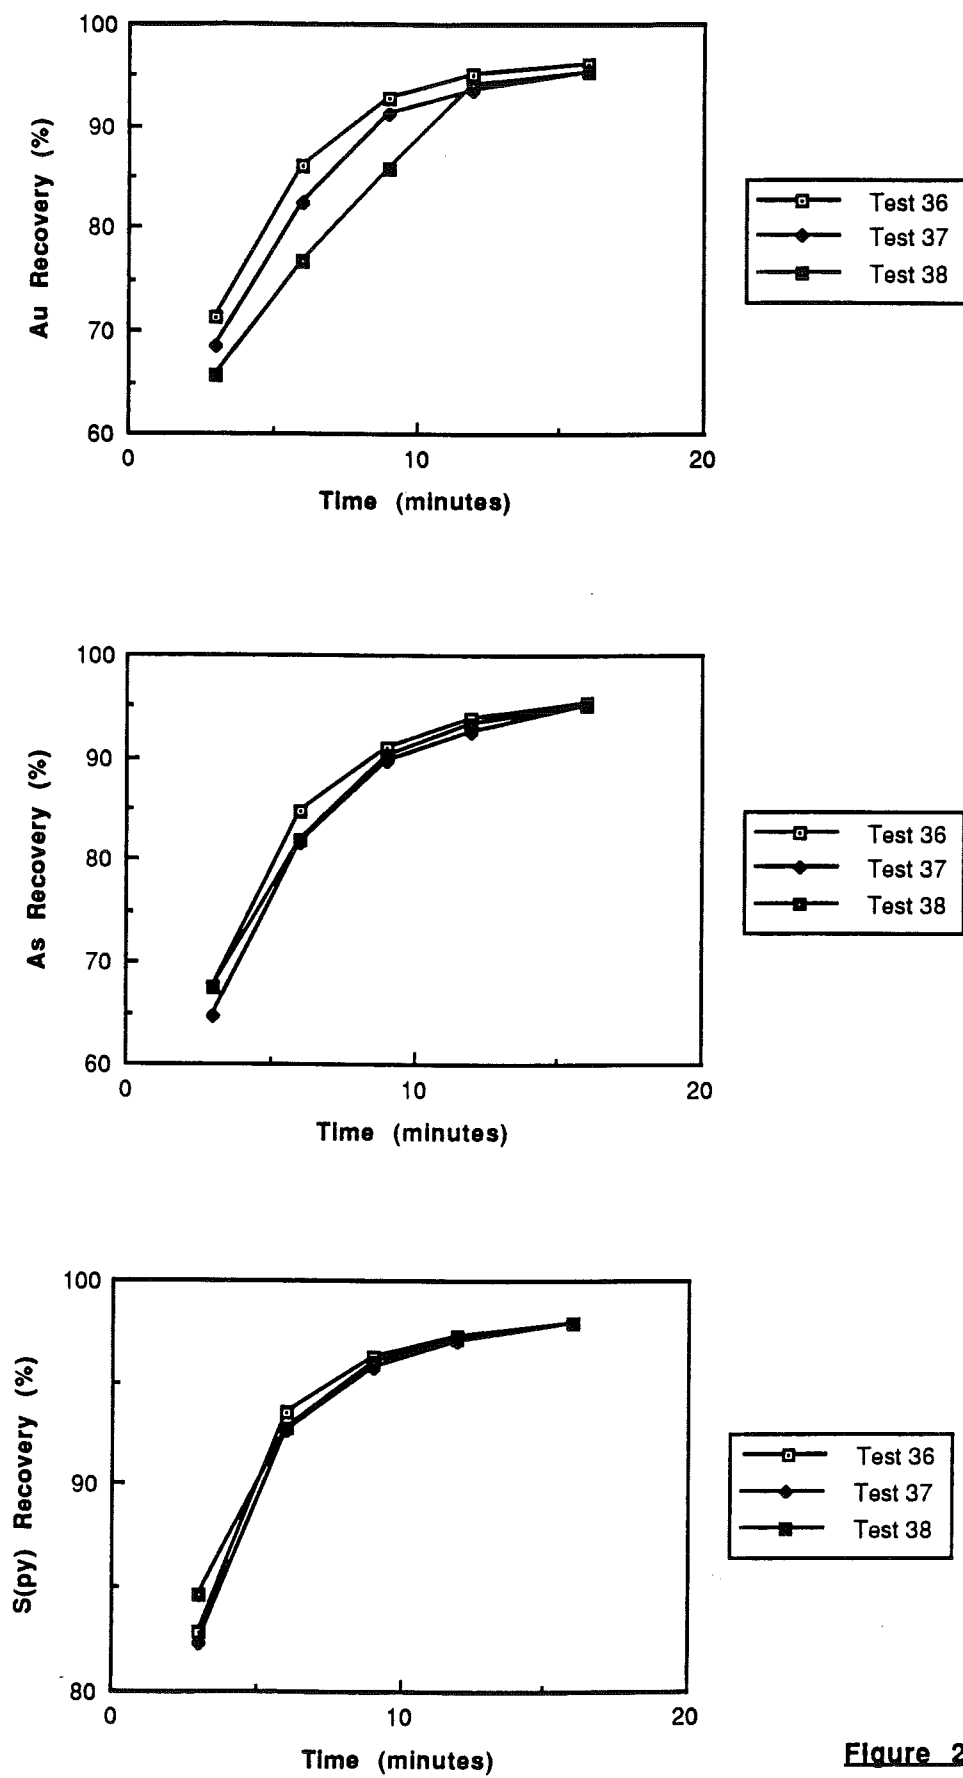 100
90
80
70
60
Au Recovery (%)
0
10
20
Time (minutes)
Test 36
Test 37
Test 38
100
90
80
70
60
As Recovery (%)
0
10
20
Time (minutes)
Test 36
Test 37
Test 38
100
90
80
S(py) Recovery (%)
0
10
20
Time (minutes)
Test 36
Test 37
Test 38
Figure 2